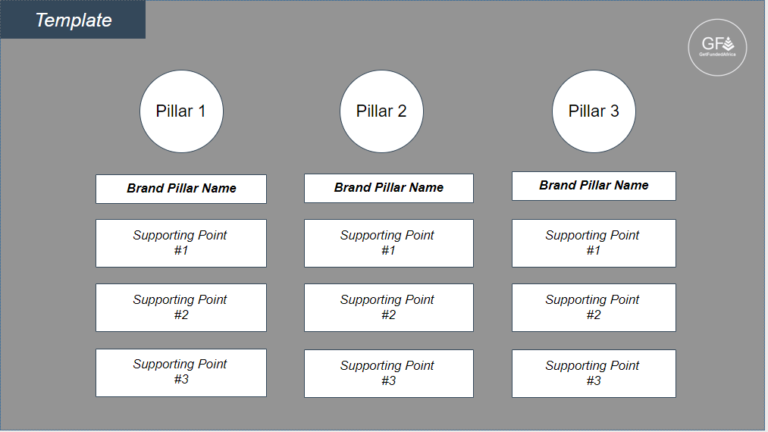 Template
GFA
GetFundedAfrica
Pillar 1
Pillar 2
Pillar 3
Brand Pillar Name
Brand Pillar Name
Brand Pillar Name
Supporting Point
#1
Supporting Point
#1
Supporting Point
#1
Supporting Point
#2
Supporting Point
#2
Supporting Point
#2
Supporting Point
#3
Supporting Point
#3
Supporting Point
#3